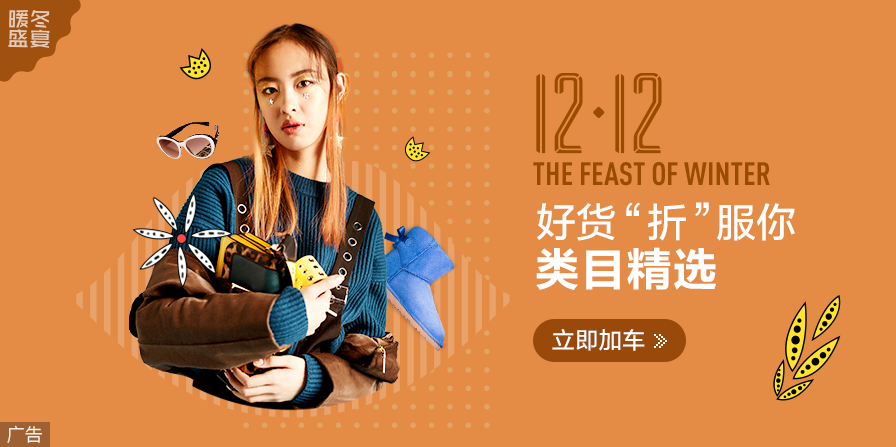 暖冬
盛宴
12·12
THE FEAST OF WINTER
好货“折”服你
类目精选
立即加车
广告